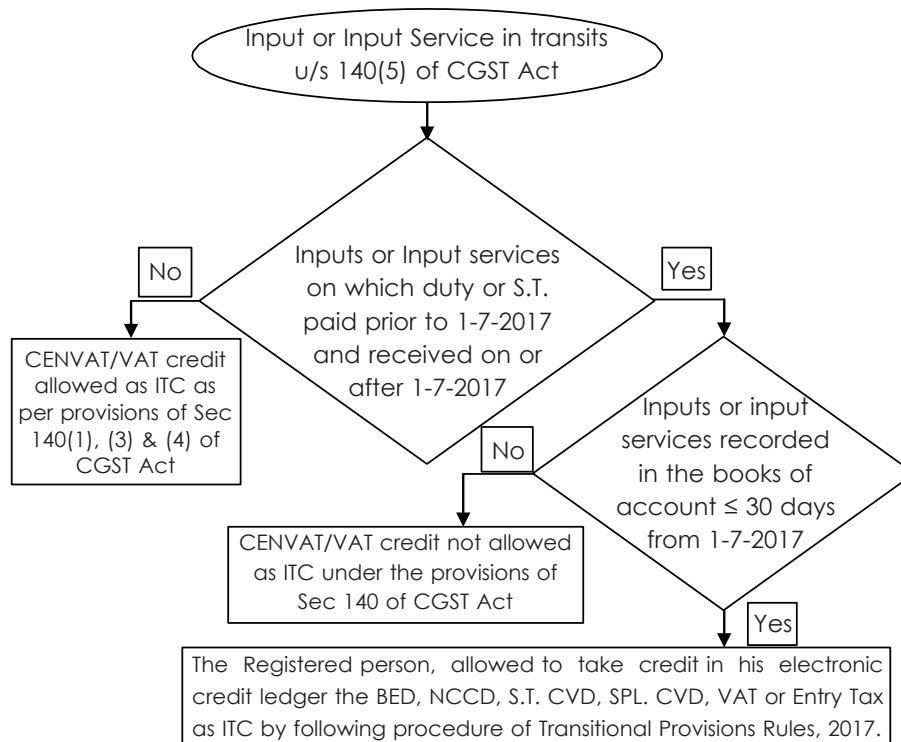 Input or Input Service in transits
u/s 140(5) of CGST Act
Inputs or Input services
on which duty or S.T.
paid prior to 1-7-2017
and received on or
after 1-7-2017
No
Yes
CENVAT/VAT credit
allowed as ITC as
per provisions of Sec
140(1), (3) & (4) of
CGST Act
Inputs or input
services recorded
in the books of
account ≤ 30 days
from 1-7-2017
No
CENVAT/VAT credit not allowed
as ITC under the provisions of
Sec 140 of CGST Act
Yes
The Registered person, allowed to take credit in his electronic
credit ledger the BED, NCCD, S.T. CVD, SPL. CVD, VAT or Entry Tax
as ITC by following procedure of Transitional Provisions Rules, 2017.